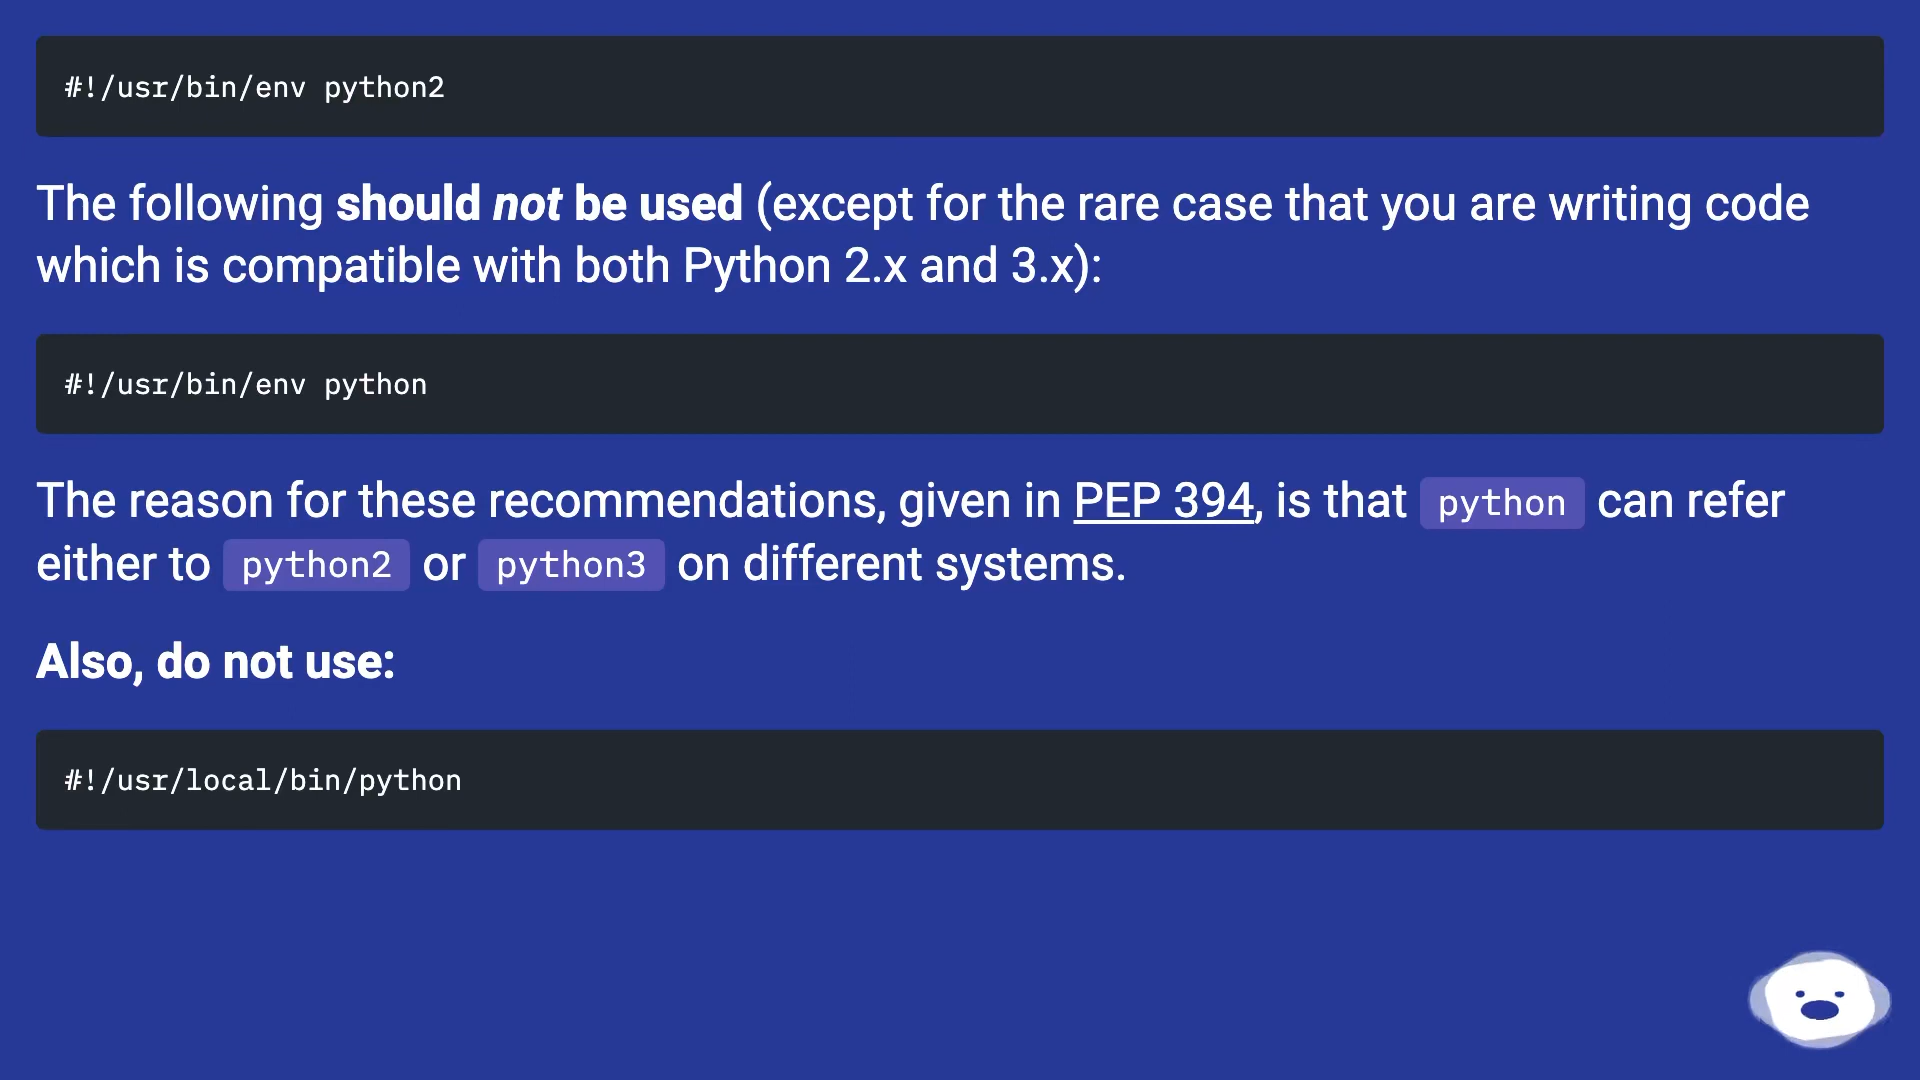 #!/usr/bin/env python2
The following should not be used (except for the rare case that you are writing code
which is compatible with both Python 2.x and 3.x):
#!/usr/bin/env python
The reason for these recommendations, given in PEP 394, is that python can refer
either to python2 or python3 on different systems.
Also, do not use:
#!/usr/local/bin/python